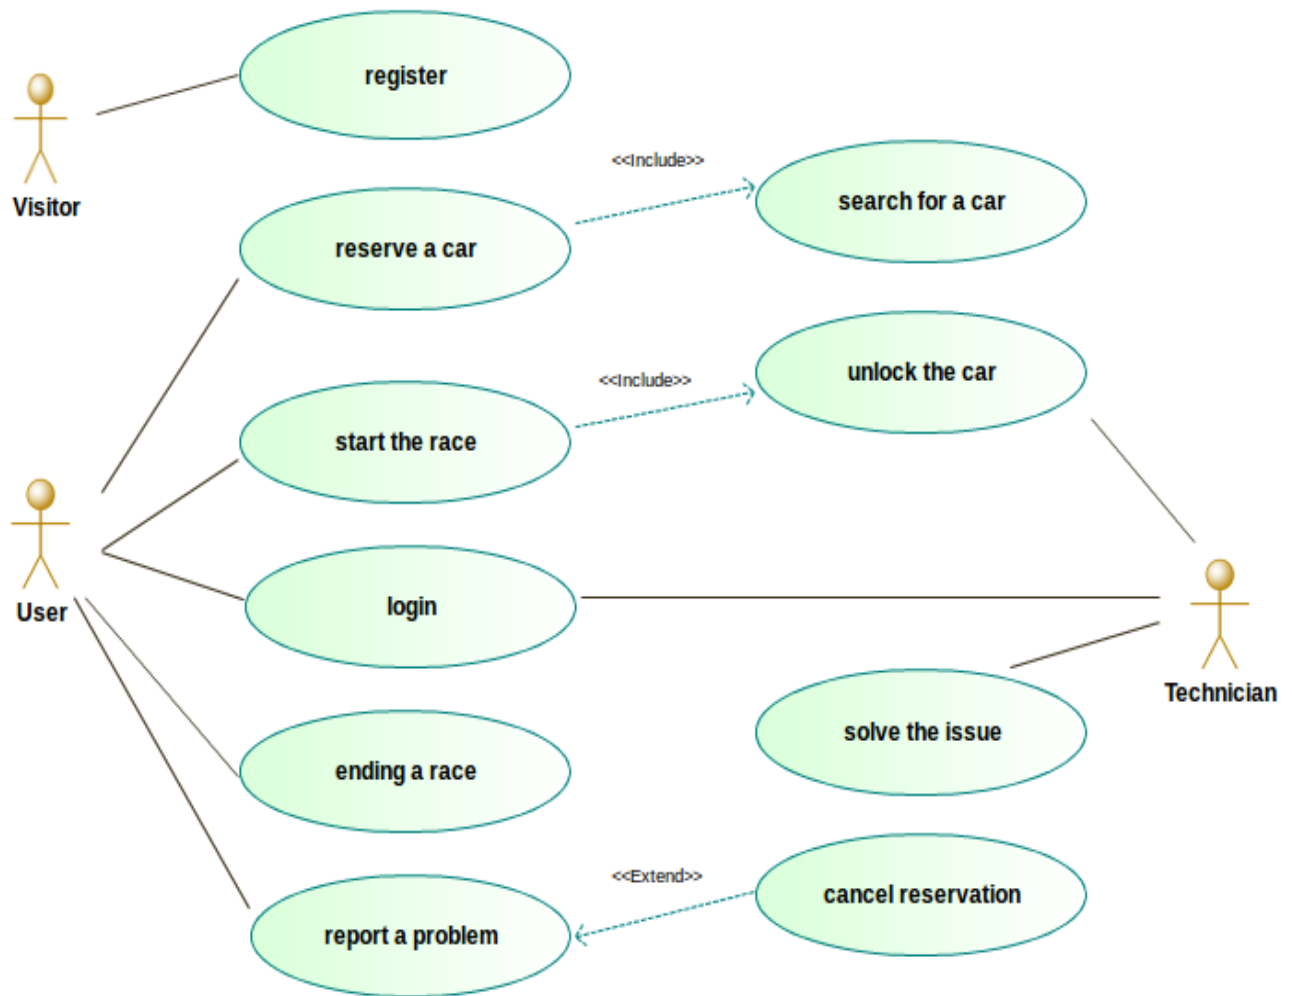 register
<<Include>>
search for a car
Visitor
reserve a car
unlock the car
<<Include>>
start the race
login
User
Technician
solve the issue
ending a race
<<Extend>>
cancel reservation
report a problem